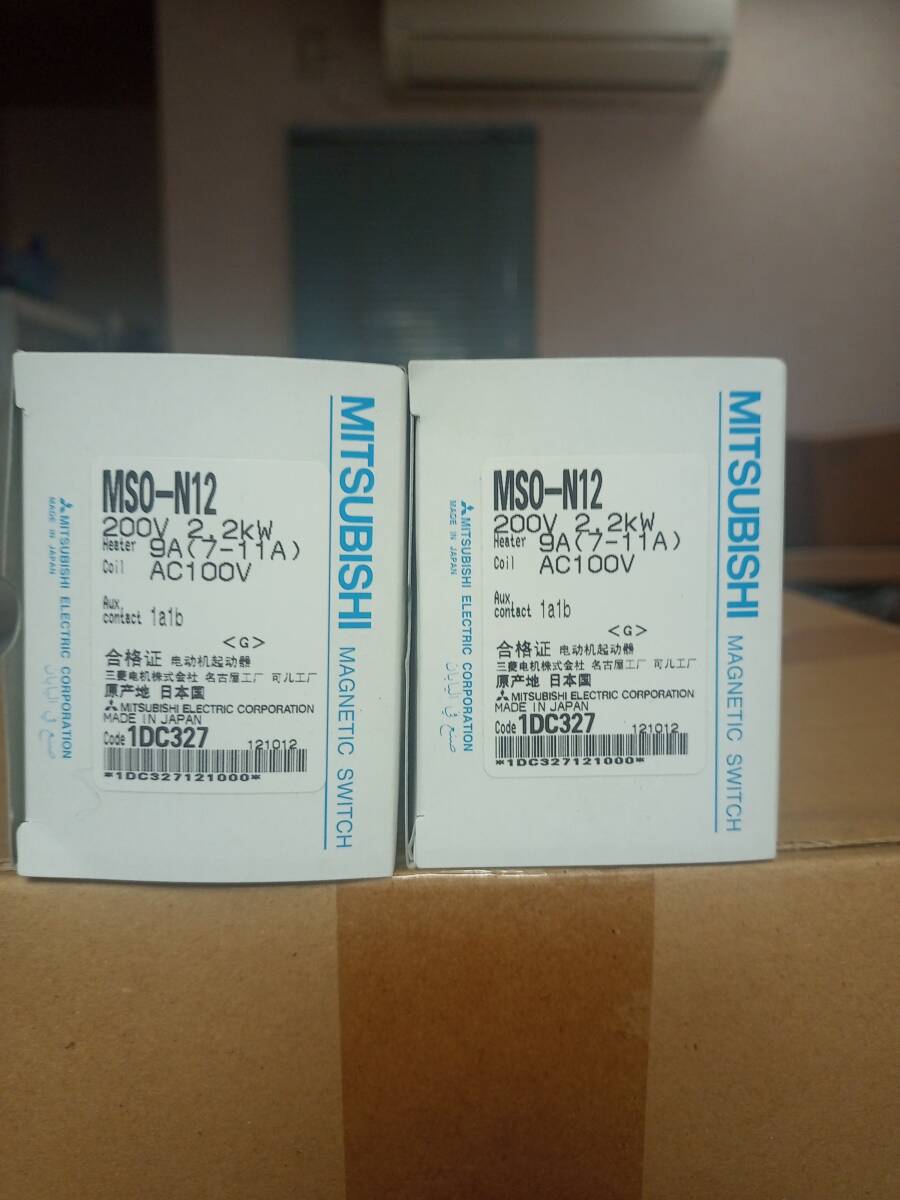 MSO-N12
200V 2.2kW
Heater 9A(7-11A)
Coil AC100V
Aux. contact 1a1b
<G>
合格证 电动机起动器
三菱电机株式会社 名古屋工厂 可儿工厂
原产地 日本国
MITSUBISHI ELECTRIC CORPORATION
MADE IN JAPAN
Code 1DC327 121012
*1DC327121000*
MITSUBISHI MAGNETIC SWITCH
MITSUBISHI ELECTRIC CORPORATION
MADE IN JAPAN
صنع في اليابان
MSO-N12
200V 2.2kW
Heater 9A(7-11A)
Coil AC100V
Aux. contact 1a1b
<G>
合格证 电动机起动器
三菱电机株式会社 名古屋工厂 可儿工厂
原产地 日本国
MITSUBISHI ELECTRIC CORPORATION
MADE IN JAPAN
Code 1DC327 121012
*1DC327121000*
MITSUBISHI MAGNETIC SWITCH
MITSUBISHI ELECTRIC CORPORATION
MADE IN JAPAN
صنع في اليابان